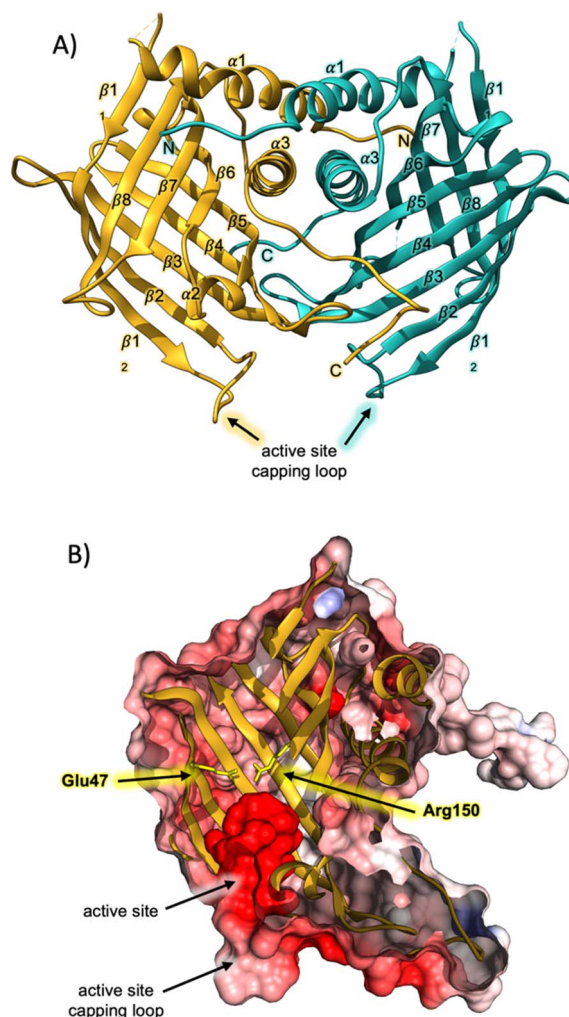 A)
α1 α1
β1 β1
1 1
N N β7
α3 α3
β6 β6
β7
β8 β5 β8
β5
β4 β4
C
β3 β3
β2 α2 β2
β1 β1
2 2
C
active site
capping loop
B)
Glu47
Arg150
active site
active site
capping loop